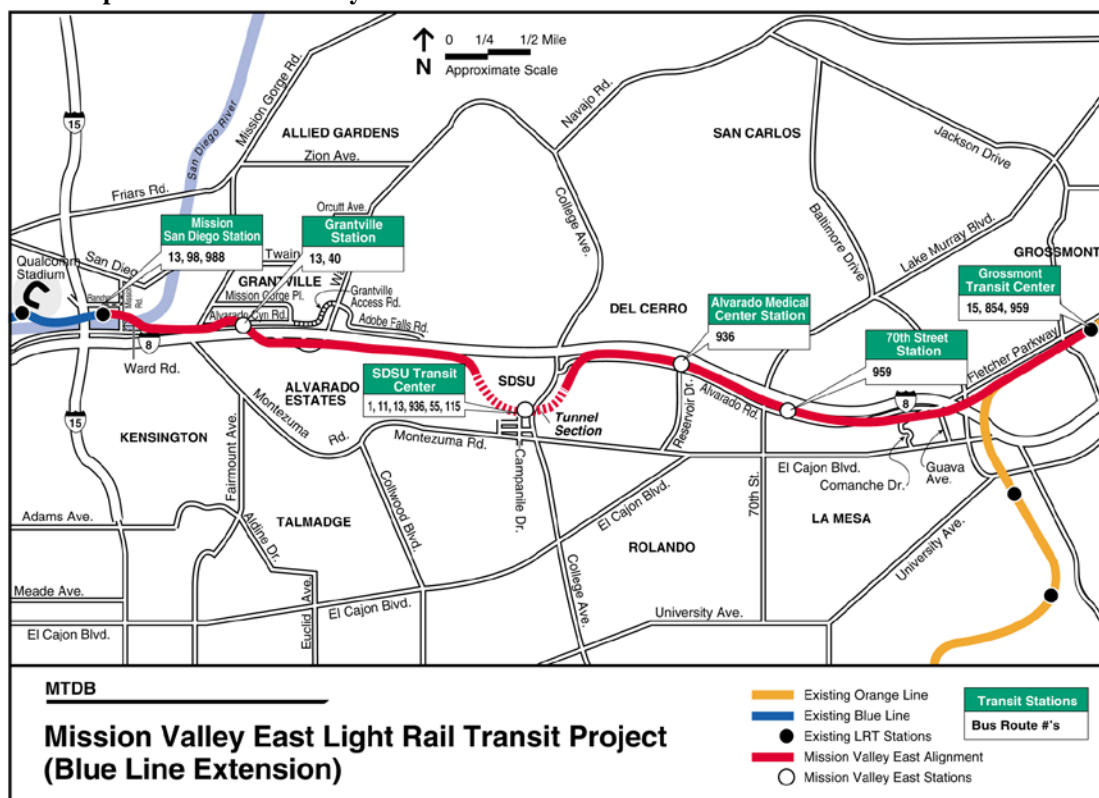 0 1/4 1/2 Mile
N Approximate Scale
Mission Gorge Rd.
San Diego River
ALLIED GARDENS
Zion Ave.
Navajo Rd.
SAN CARLOS
Jackson Drive
15
Friars Rd.
Orcutt Ave.
College Ave.
Baltimore Drive
Lake Murray Blvd.
Mission
San Diego Station
13, 98, 988
Grantville
Station
13, 40
GROSSMONT
Qualcomm
Stadium
San Diego
Rancho
Twain
GRANTVILLE
Mission Gorge Pl.
Grantville
Access Rd.
Alvarado Cyn Rd.
Adobe Falls Rd.
DEL CERRO
Alvarado Medical
Center Station
936
Grossmont
Transit Center
15, 854, 959
70th Street
Station
959
Fletcher Parkway
8
Ward Rd.
SDSU Transit
Center
1, 11, 13, 936, 55, 115
SDSU
Tunnel
Section
Alvarado Rd.
Reservoir Dr.
8
15
KENSINGTON
ALVARADO
ESTATES
Montezuma
Rd.
Montezuma Rd.
Campanile Dr.
El Cajon Blvd.
Comanche Dr.
Guava
Ave.
Fairmount Ave.
Collwood Blvd.
El Cajon Blvd.
70th St.
LA MESA
University Ave.
Adams Ave.
Aldine Dr.
TALMADGE
ROLANDO
College Ave.
Meade Ave.
Euclid Ave.
El Cajon Blvd.
University Ave.
El Cajon Blvd.
MTDB
Mission Valley East Light Rail Transit Project
(Blue Line Extension)
Existing Orange Line
Existing Blue Line
Existing LRT Stations
Mission Valley East Alignment
Mission Valley East Stations
Transit Stations
Bus Route #'s